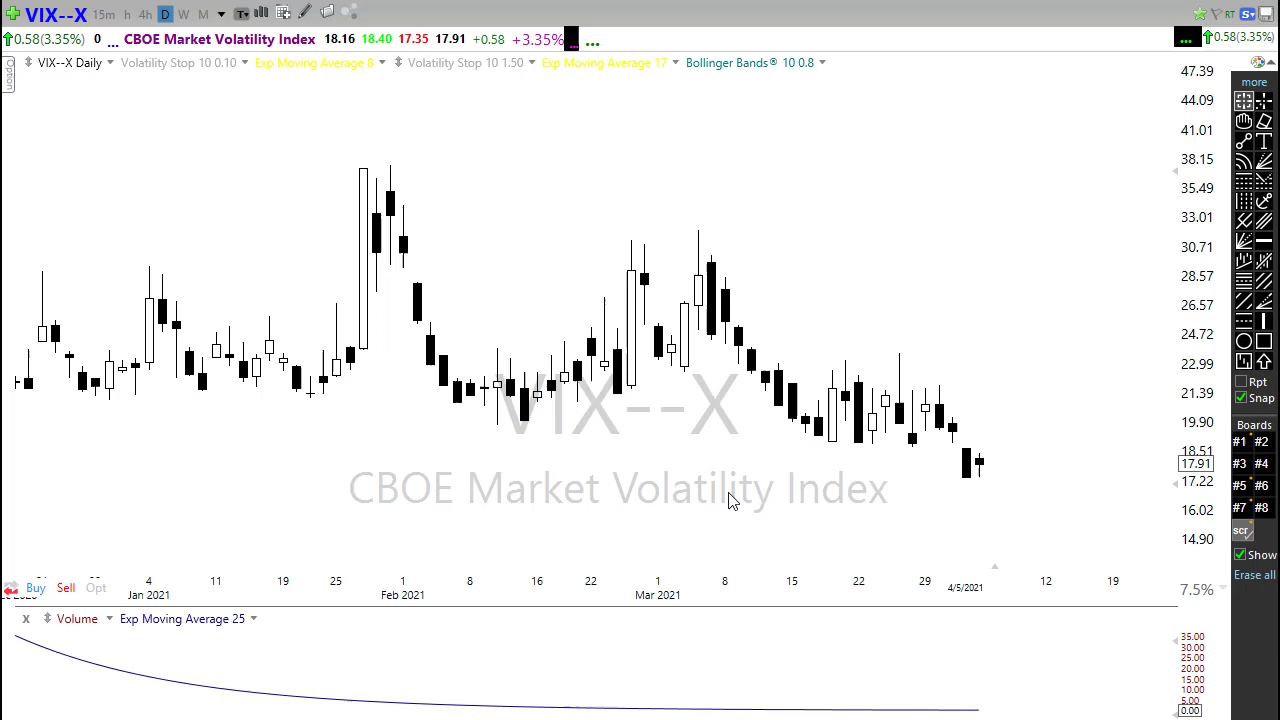 VIX--X 15m h 4h D W M T RT S
0.58(3.35%) 0 ... CBOE Market Volatility Index 18.16 18.40 17.35 17.91 +0.58 +3.35% ... ... ... 0.58(3.35%)
Option
VIX--X Daily Volatility Stop 10 0.10 Exp Moving Average 8 Volatility Stop 10 1.50 Exp Moving Average 17 Bollinger Bands® 10 0.8
47.39
44.09
41.01
38.15
35.49
33.01
30.71
28.57
26.57
24.72
22.99
21.39
19.90
18.51
17.91
17.22
16.02
14.90
7.5%
VIX--X
CBOE Market Volatility Index
4 11 19 25 1 8 16 22 1 8 15 22 29 4/5/2021 12 19
Jan 2021 Feb 2021 Mar 2021
Buy Sell Opt
x Volume Exp Moving Average 25
35.00
30.00
25.00
20.00
15.00
10.00
5.00
0.00
more
T
Rpt
Snap
Boards
#1 #2
#3 #4
#5 #6
#7 #8
scr
Show
Erase all